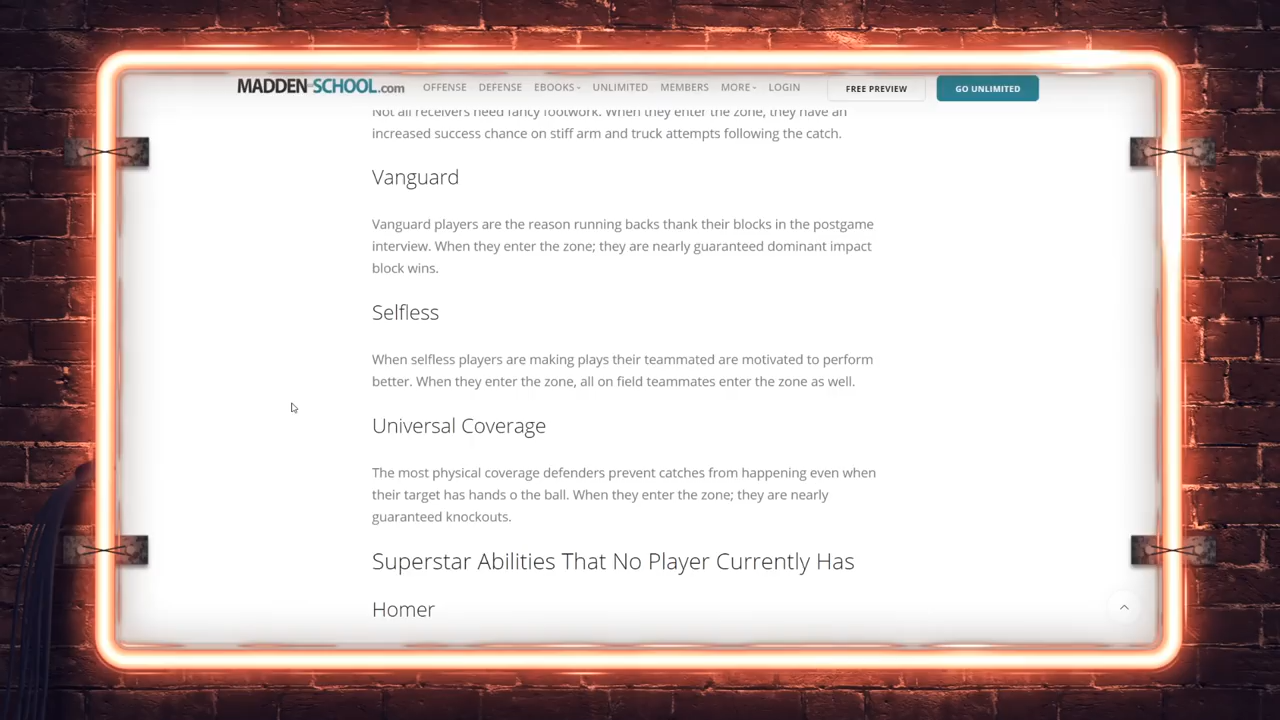 MADDEN-SCHOOL.com OFFENSE DEFENSE EBOOKS UNLIMITED MEMBERS MORE LOGIN FREE PREVIEW GO UNLIMITED
Not all receivers need fancy footwork. When they enter the zone, they have an
increased success chance on stiff arm and truck attempts following the catch.
Vanguard
Vanguard players are the reason running backs thank their blocks in the postgame
interview. When they enter the zone; they are nearly guaranteed dominant impact
block wins.
Selfless
When selfless players are making plays their teammated are motivated to perform
better. When they enter the zone, all on field teammates enter the zone as well.
Universal Coverage
The most physical coverage defenders prevent catches from happening even when
their target has hands o the ball. When they enter the zone; they are nearly
guaranteed knockouts.
Superstar Abilities That No Player Currently Has
Homer